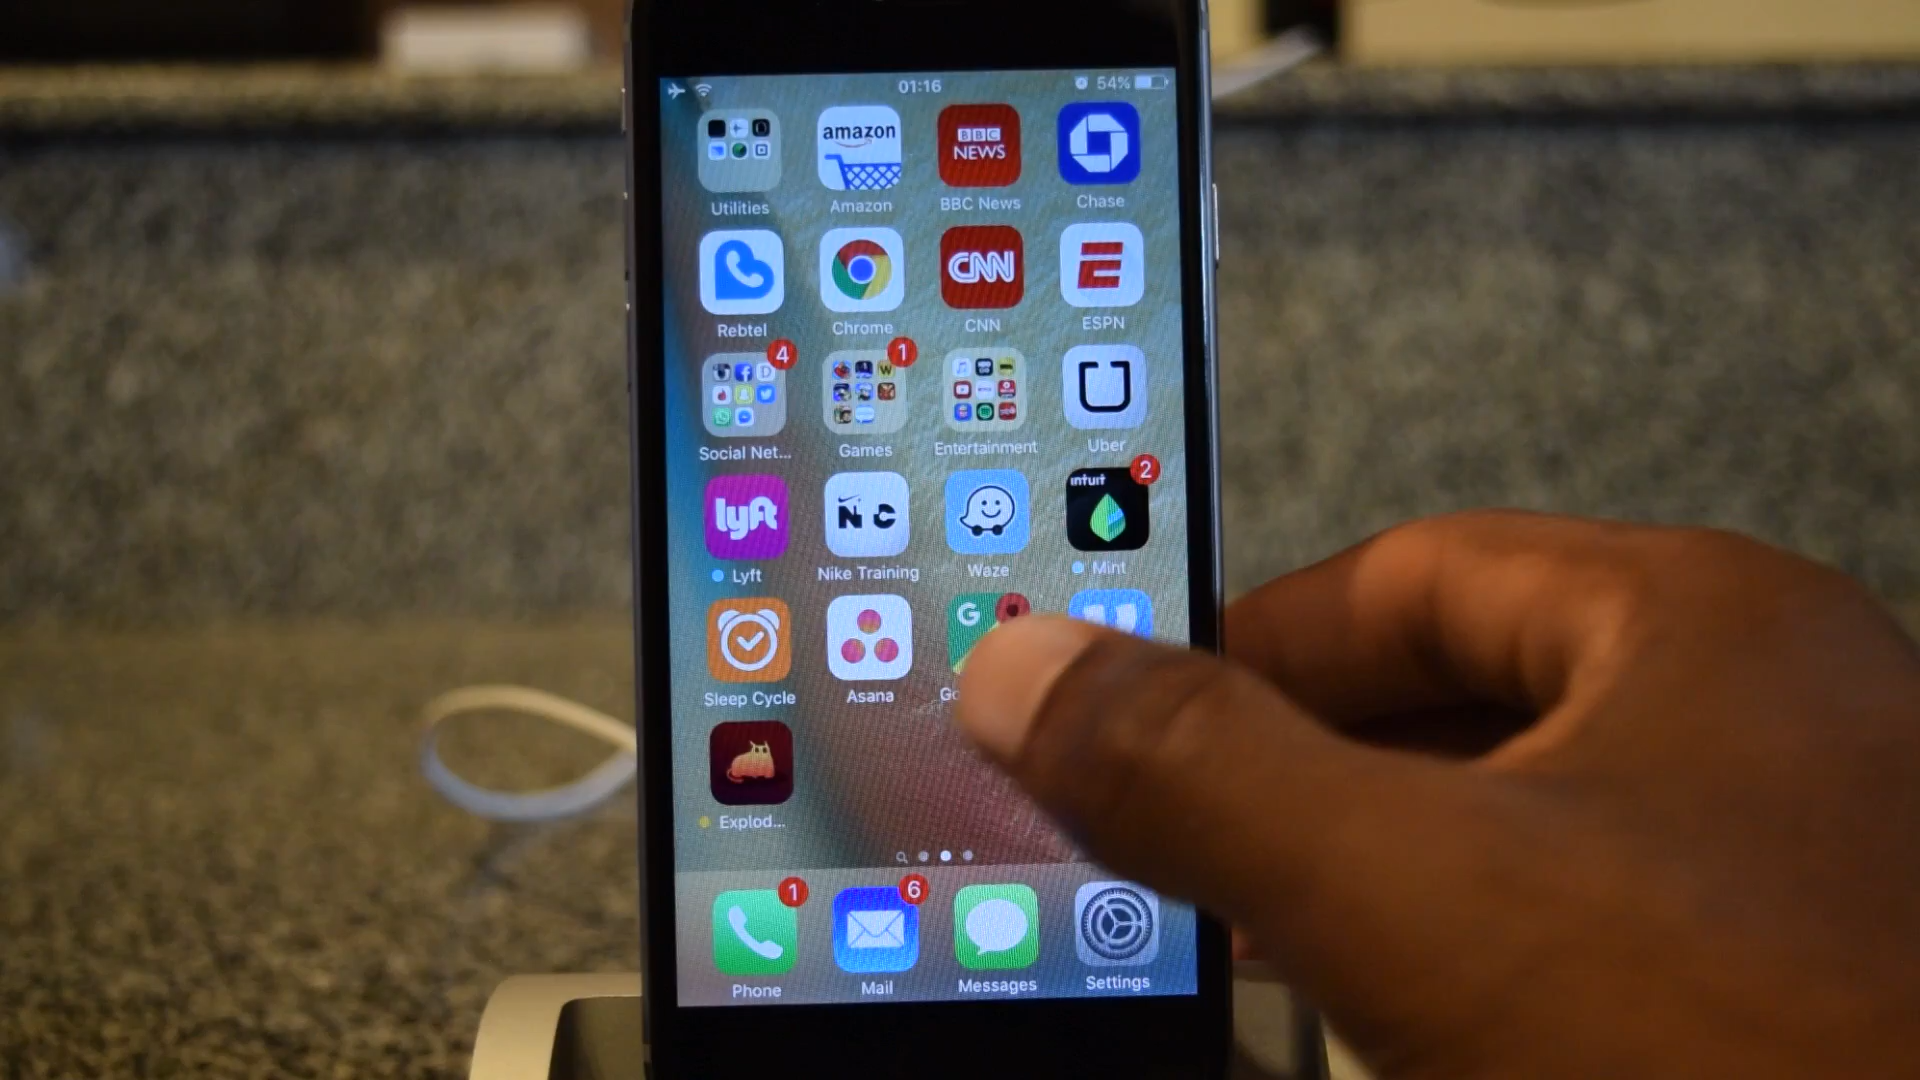 01:16 54%
amazon BBC NEWS
Utilities Amazon BBC News Chase
CNN E
Rebtel Chrome CNN ESPN
4 1
Social Net... Games Entertainment Uber
2
lyft N C intuit
Lyft Nike Training Waze Mint
G
Sleep Cycle Asana
Explod...
1 6
Phone Mail Messages Settings